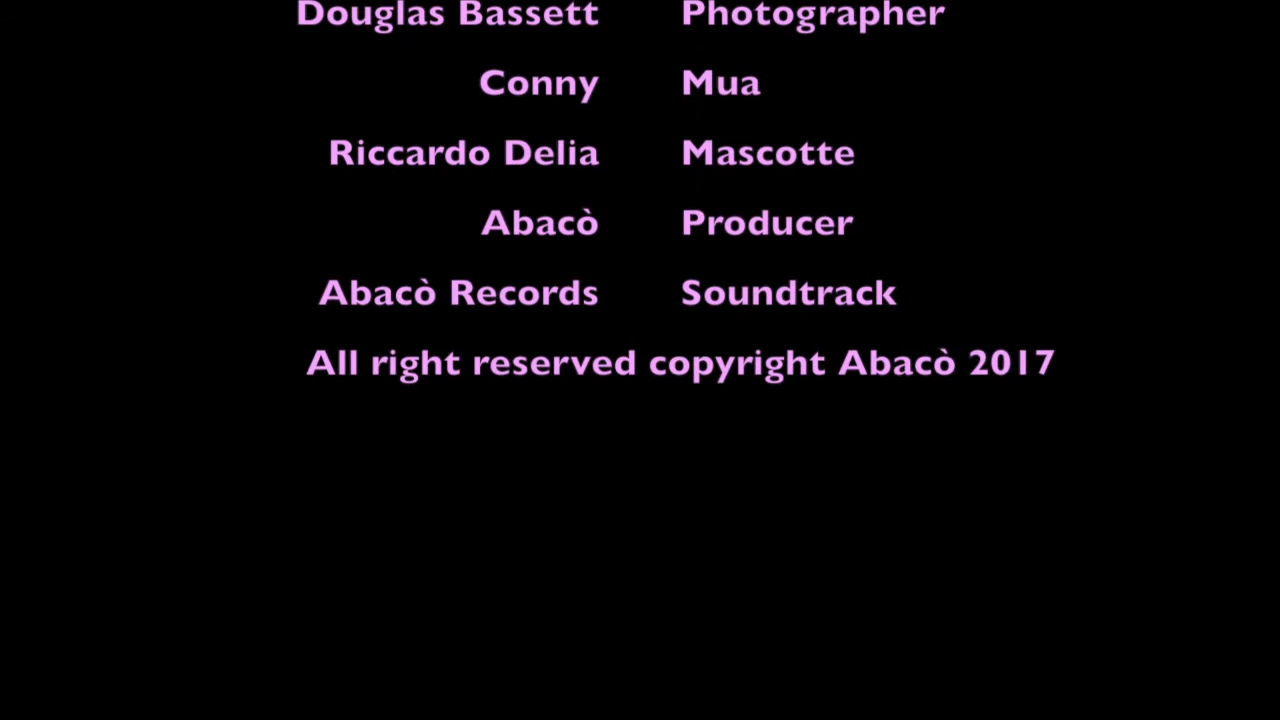 Douglas Bassett Photographer
Conny Mua
Riccardo Delia Mascotte
Abacò Producer
Abacò Records Soundtrack
All right reserved copyright Abacò 2017